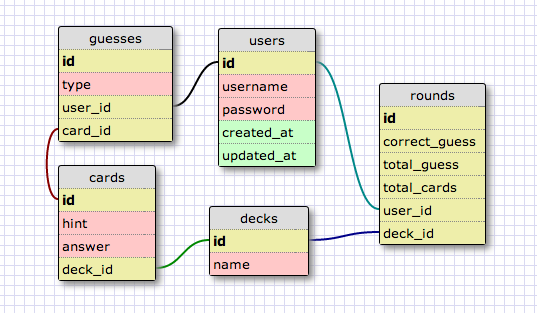 guesses
id
type
user_id
card_id
users
id
username
password
created_at
updated_at
rounds
id
correct_guess
total_guess
total_cards
user_id
deck_id
cards
id
hint
answer
deck_id
decks
id
name